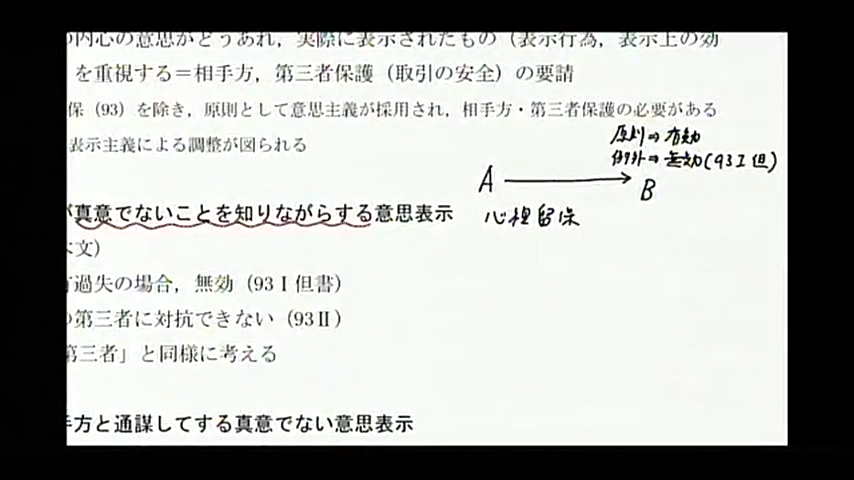 内心の意思がどうあれ，実際に表示されたもの（表示行為，表示上の効
を重視する＝相手方，第三者保護（取引の安全）の要請
保（93）を除き，原則として意思主義が採用され，相手方・第三者保護の必要がある
表示主義による調整が図られる
原則⇒有効
例外⇒無効(93Ⅰ但)
A → B
心裡留保
が真意でないことを知りながらする意思表示
本文）
過失の場合，無効（93Ⅰ但書）
の第三者に対抗できない（93Ⅱ）
第三者」と同様に考える
手方と通謀してする真意でない意思表示